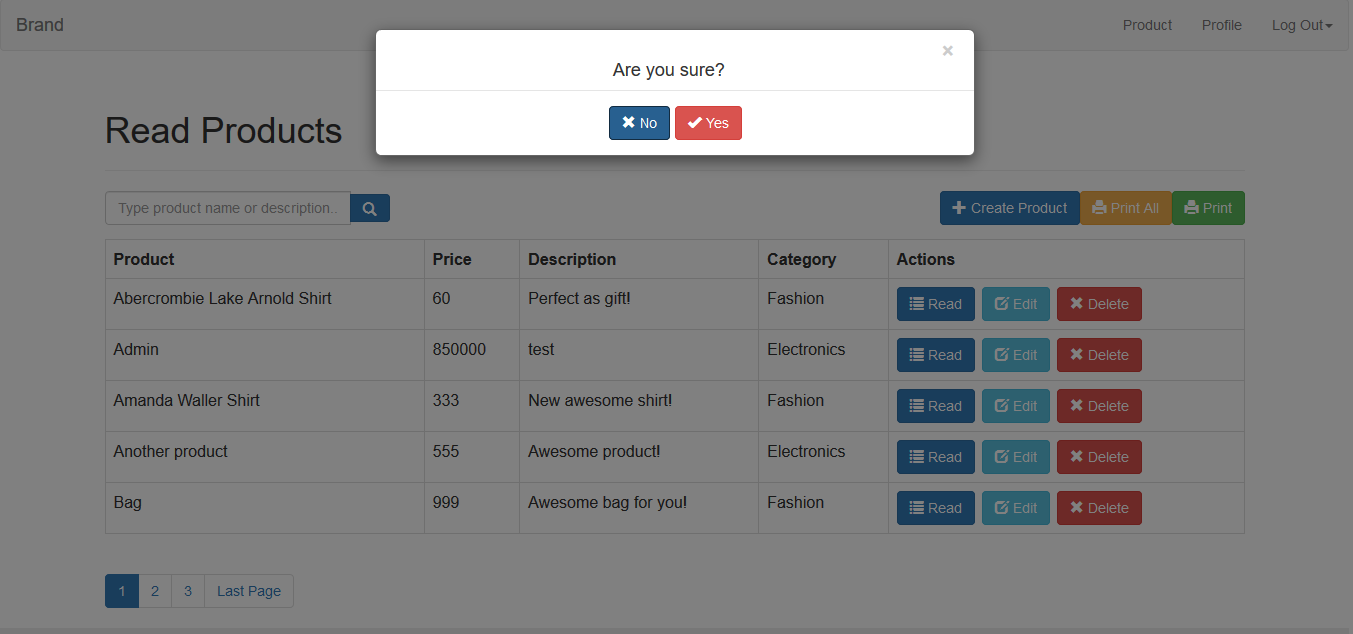 Brand Product Profile Log Out
×
Are you sure?
No Yes
Read Products
Type product name or description.. Create Product Print All Print
Product Price Description Category Actions
Abercrombie Lake Arnold Shirt 60 Perfect as gift! Fashion Read Edit Delete
Admin 850000 test Electronics Read Edit Delete
Amanda Waller Shirt 333 New awesome shirt! Fashion Read Edit Delete
Another product 555 Awesome product! Electronics Read Edit Delete
Bag 999 Awesome bag for you! Fashion Read Edit Delete
1 2 3 Last Page